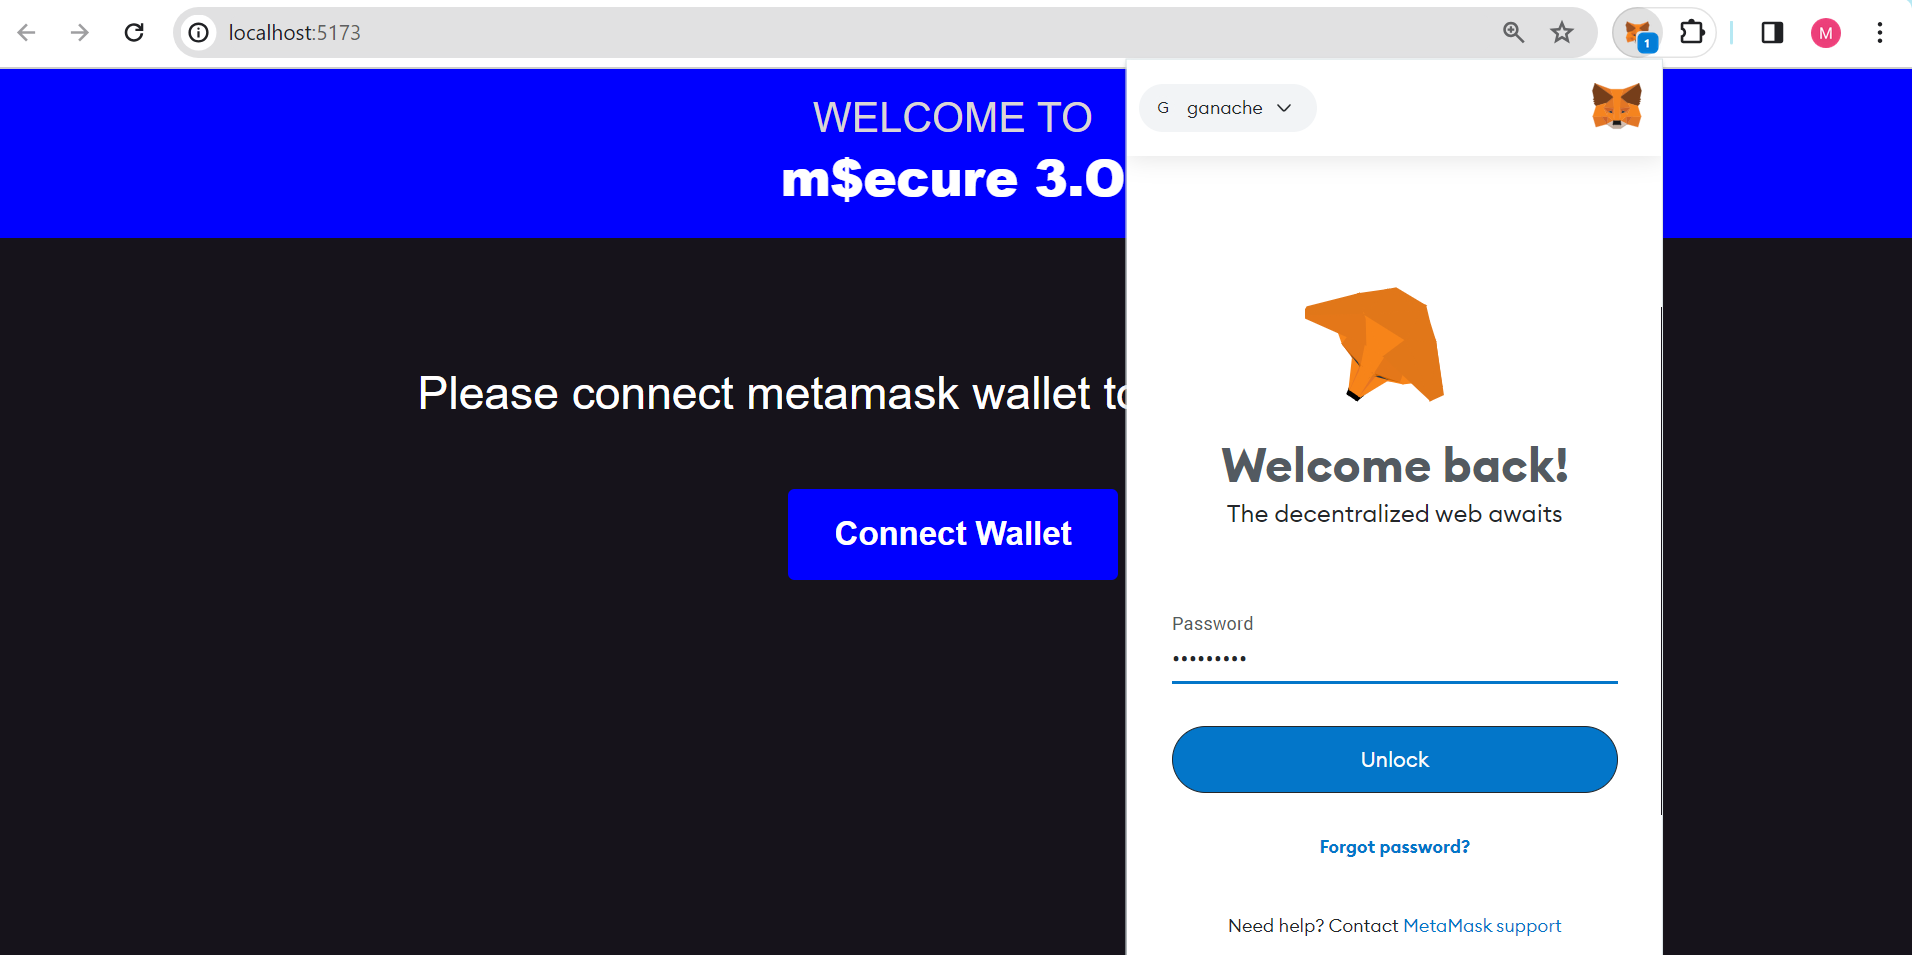 localhost:5173
1
M
WELCOME TO
m$ecure 3.0
Please connect metamask wallet
Connect Wallet
G ganache
Welcome back!
The decentralized web awaits
Password
•••••••••
Unlock
Forgot password?
Need help? Contact MetaMask support